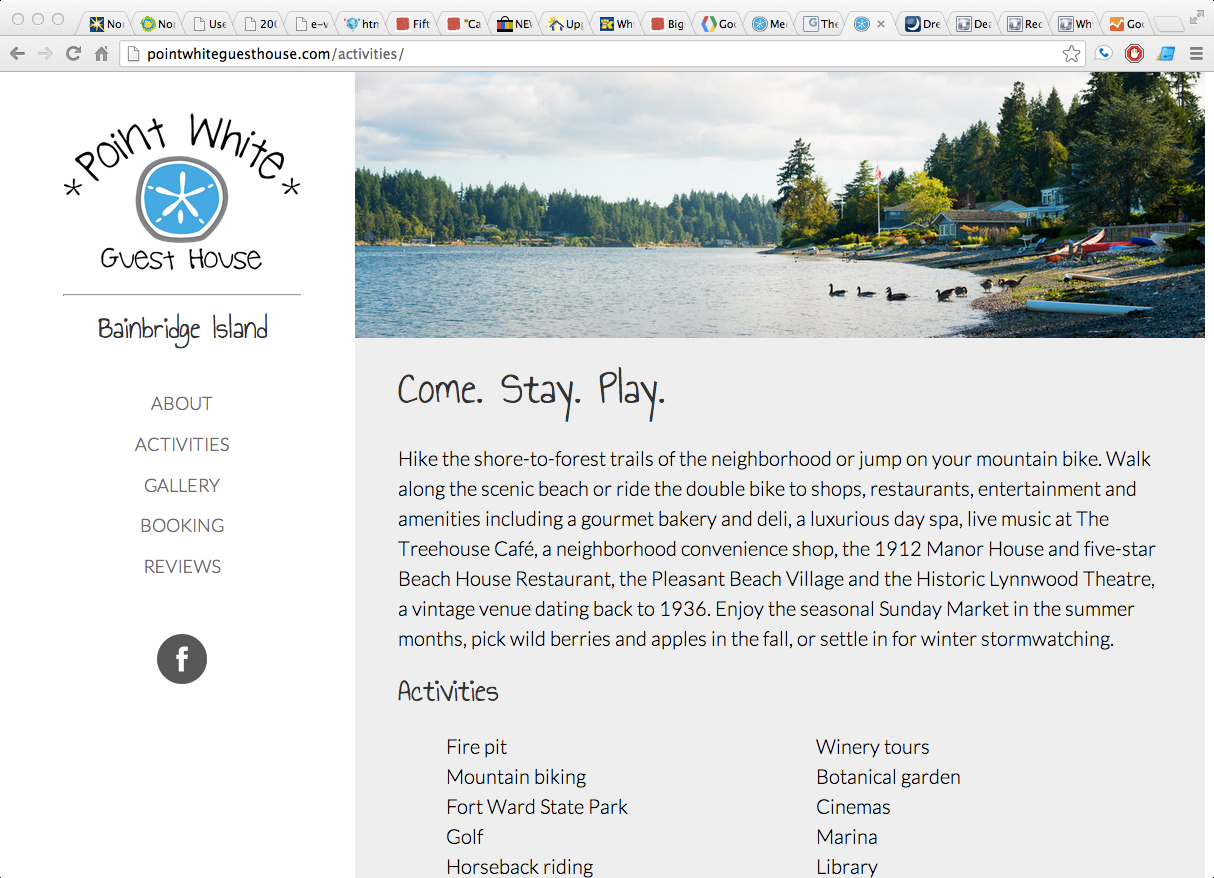 Nor
Nor
Use
20
e-v
htn
Fift
"Ca
NEV
Up
Wh
Big
Goo
Me
The
Dre
Dea
Rec
Wh
Goo
pointwhiteguesthouse.com/activities/
*Point White*
Guest House
Bainbridge Island
ABOUT
ACTIVITIES
GALLERY
BOOKING
REVIEWS
f
Come. Stay. Play.
Hike the shore-to-forest trails of the neighborhood or jump on your mountain bike. Walk
along the scenic beach or ride the double bike to shops, restaurants, entertainment and
amenities including a gourmet bakery and deli, a luxurious day spa, live music at The
Treehouse Café, a neighborhood convenience shop, the 1912 Manor House and five-star
Beach House Restaurant, the Pleasant Beach Village and the Historic Lynnwood Theatre,
a vintage venue dating back to 1936. Enjoy the seasonal Sunday Market in the summer
months, pick wild berries and apples in the fall, or settle in for winter stormwatching.
Activities
Fire pit
Mountain biking
Fort Ward State Park
Golf
Horseback riding
Winery tours
Botanical garden
Cinemas
Marina
Library